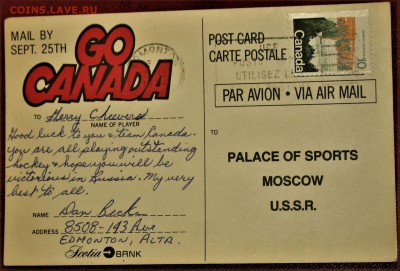 COINS.LAV.RU
MAIL BY
SEPT. 25TH
GO
CANADA
TO Gerry Cheevers
NAME OF PLAYER
Good luck to you & team Canada.
you are all playing outstanding
hockey & hope you will be
victorious in Russia. My very
best to all.
NAME Dan Beck
ADDRESS 8508-143 Ave
EDMONTON, ALTA.
Scotia BANK
POST CARD
CARTE POSTALE
USE
UTILISEZ
Canada
10
PAR AVION • VIA AIR MAIL
TO
PALACE OF SPORTS
MOSCOW
U.S.S.R.